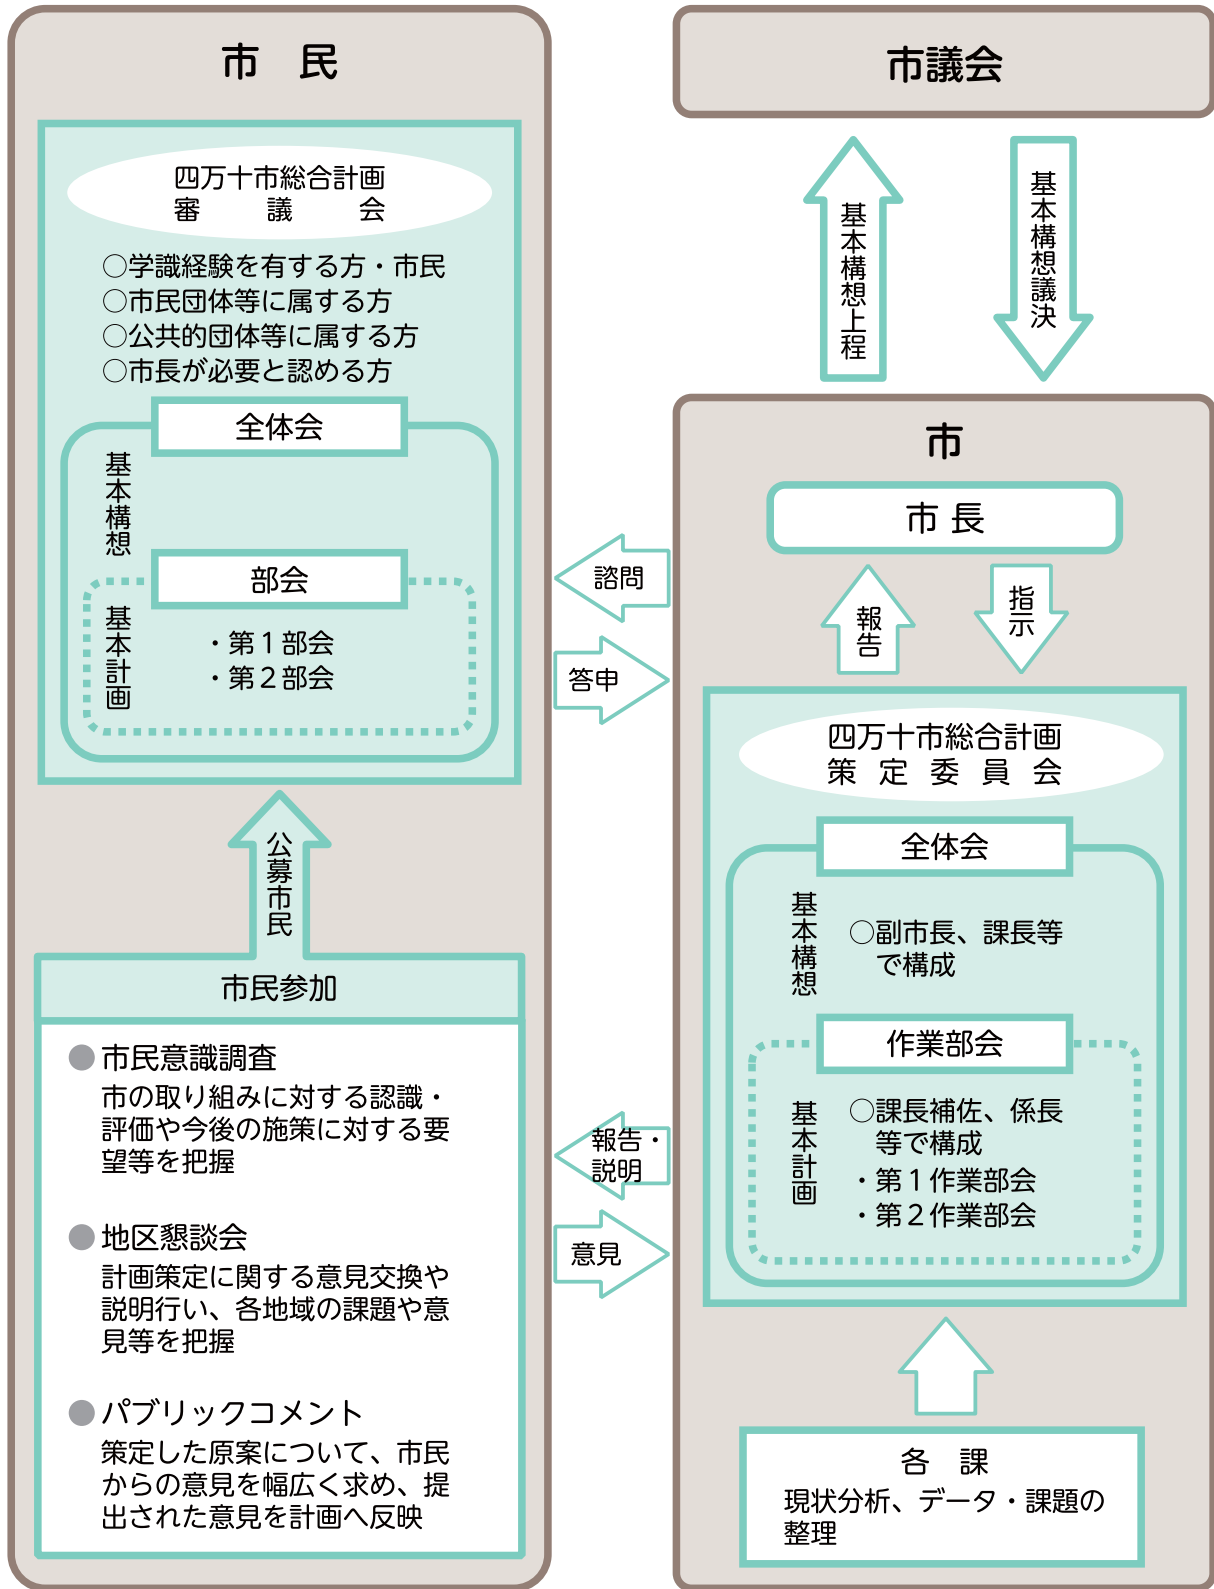 市　民
四万十市総合計画
審　議　会
○学識経験を有する方・市民
○市民団体等に属する方
○公共的団体等に属する方
○市長が必要と認める方
全体会
基本構想
部会
基本計画
・第１部会
・第２部会
公募市民
市民参加
●市民意識調査
市の取り組みに対する認識・
評価や今後の施策に対する要
望等を把握
●地区懇談会
計画策定に関する意見交換や
説明行い、各地域の課題や意
見等を把握
●パブリックコメント
策定した原案について、市民
からの意見を幅広く求め、提
出された意見を計画へ反映
諮問
答申
報告・
説明
意見
市議会
基本構想上程
基本構想議決
市
市 長
報告
指示
四万十市総合計画
策 定 委 員 会
全体会
基本構想
○副市長、課長等
で構成
作業部会
基本計画
○課長補佐、係長
等で構成
・第１作業部会
・第２作業部会
各　課
現状分析、データ・課題の
整理